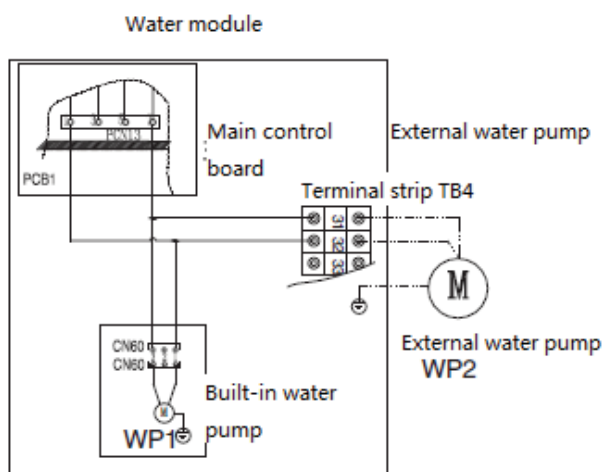 Water module
PCN13
PCB1
Main control
board
External water pump
Terminal strip TB4
31
32
33
M
CN60
CN60
M
WP1
Built-in water
pump
External water pump
WP2